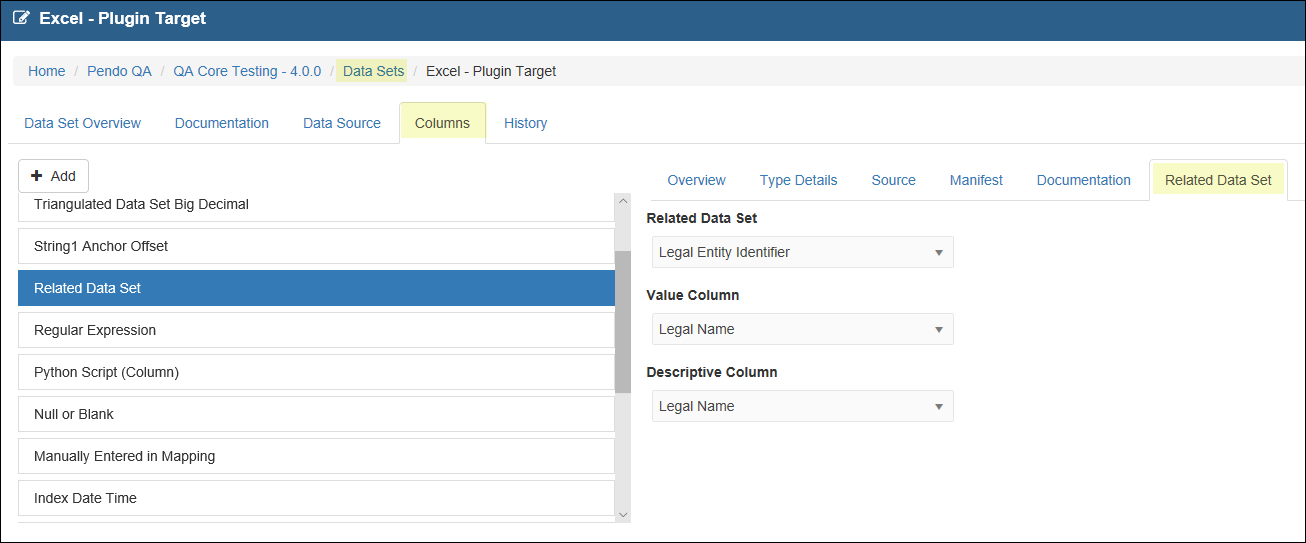 Excel - Plugin Target
Home / Pendo QA / QA Core Testing - 4.0.0 / Data Sets / Excel - Plugin Target
Data Set Overview Documentation Data Source Columns History
Add
Triangulated Data Set Big Decimal
String1 Anchor Offset
Related Data Set
Regular Expression
Python Script (Column)
Null or Blank
Manually Entered in Mapping
Index Date Time
Overview Type Details Source Manifest Documentation Related Data Set
Related Data Set
Legal Entity Identifier
Value Column
Legal Name
Descriptive Column
Legal Name